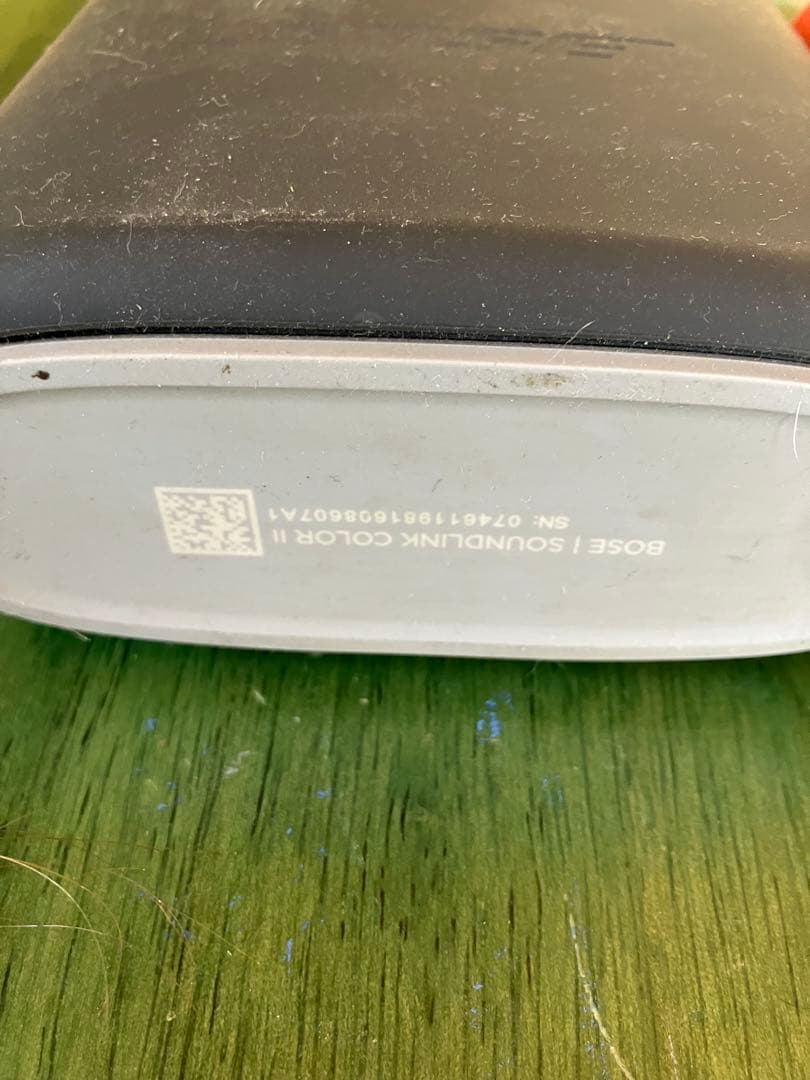 BOSE | SOUNDLINK COLOR II
SN: 074611981608607A1